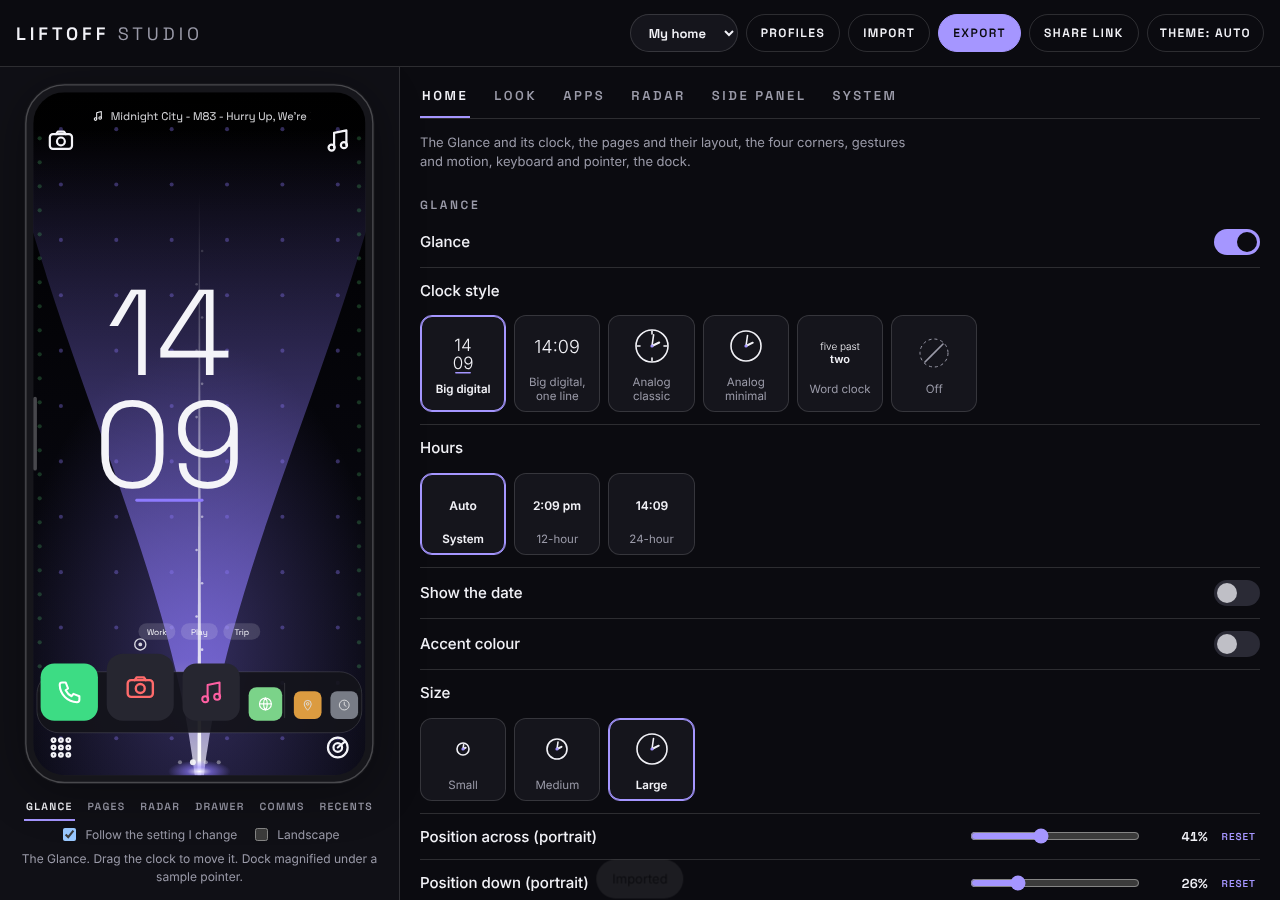 LIFTOFF STUDIO
My home
PROFILES
IMPORT
EXPORT
SHARE LINK
THEME: AUTO
Midnight City - M83 - Hurry Up, We're
14
09
Work
Play
Trip
GLANCE
PAGES
RADAR
DRAWER
COMMS
RECENTS
Follow the setting I change
Landscape
The Glance. Drag the clock to move it. Dock magnified under a
sample pointer.
HOME
LOOK
APPS
RADAR
SIDE PANEL
SYSTEM
The Glance and its clock, the pages and their layout, the four corners, gestures
and motion, keyboard and pointer, the dock.
GLANCE
Glance
Clock style
14
09
Big digital
14:09
Big digital,
one line
Analog
classic
Analog
minimal
five past
two
Word clock
Off
Hours
Auto
System
2:09 pm
12-hour
14:09
24-hour
Show the date
Accent colour
Size
Small
Medium
Large
Position across (portrait)
41%
RESET
Position down (portrait)
Imported
26%
RESET